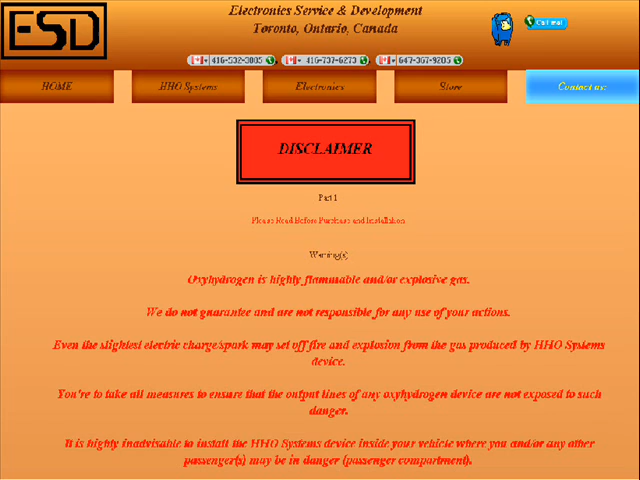 ESD
Electronics Service & Development
Toronto, Ontario, Canada
416-532-3805
416-737-6273
647-367-9205
Call me!
HOME
HHO Systems
Electronics
Store
Contact us:
DISCLAIMER
Part 1
Please Read Before Purchase and Installation
Warning(s)
Oxyhydrogen is highly flammable and/or explosive gas.
We do not guarantee and are not responsible for any use of your actions.
Even the slightest electric charge/spark may set off fire and explosion from the gas produced by HHO Systems
device.
You're to take all measures to ensure that the output lines of any oxyhydrogen device are not exposed to such
danger.
It is highly inadvisable to install the HHO Systems device inside your vehicle where you and/or any other
passenger(s) may be in danger (passenger compartment).